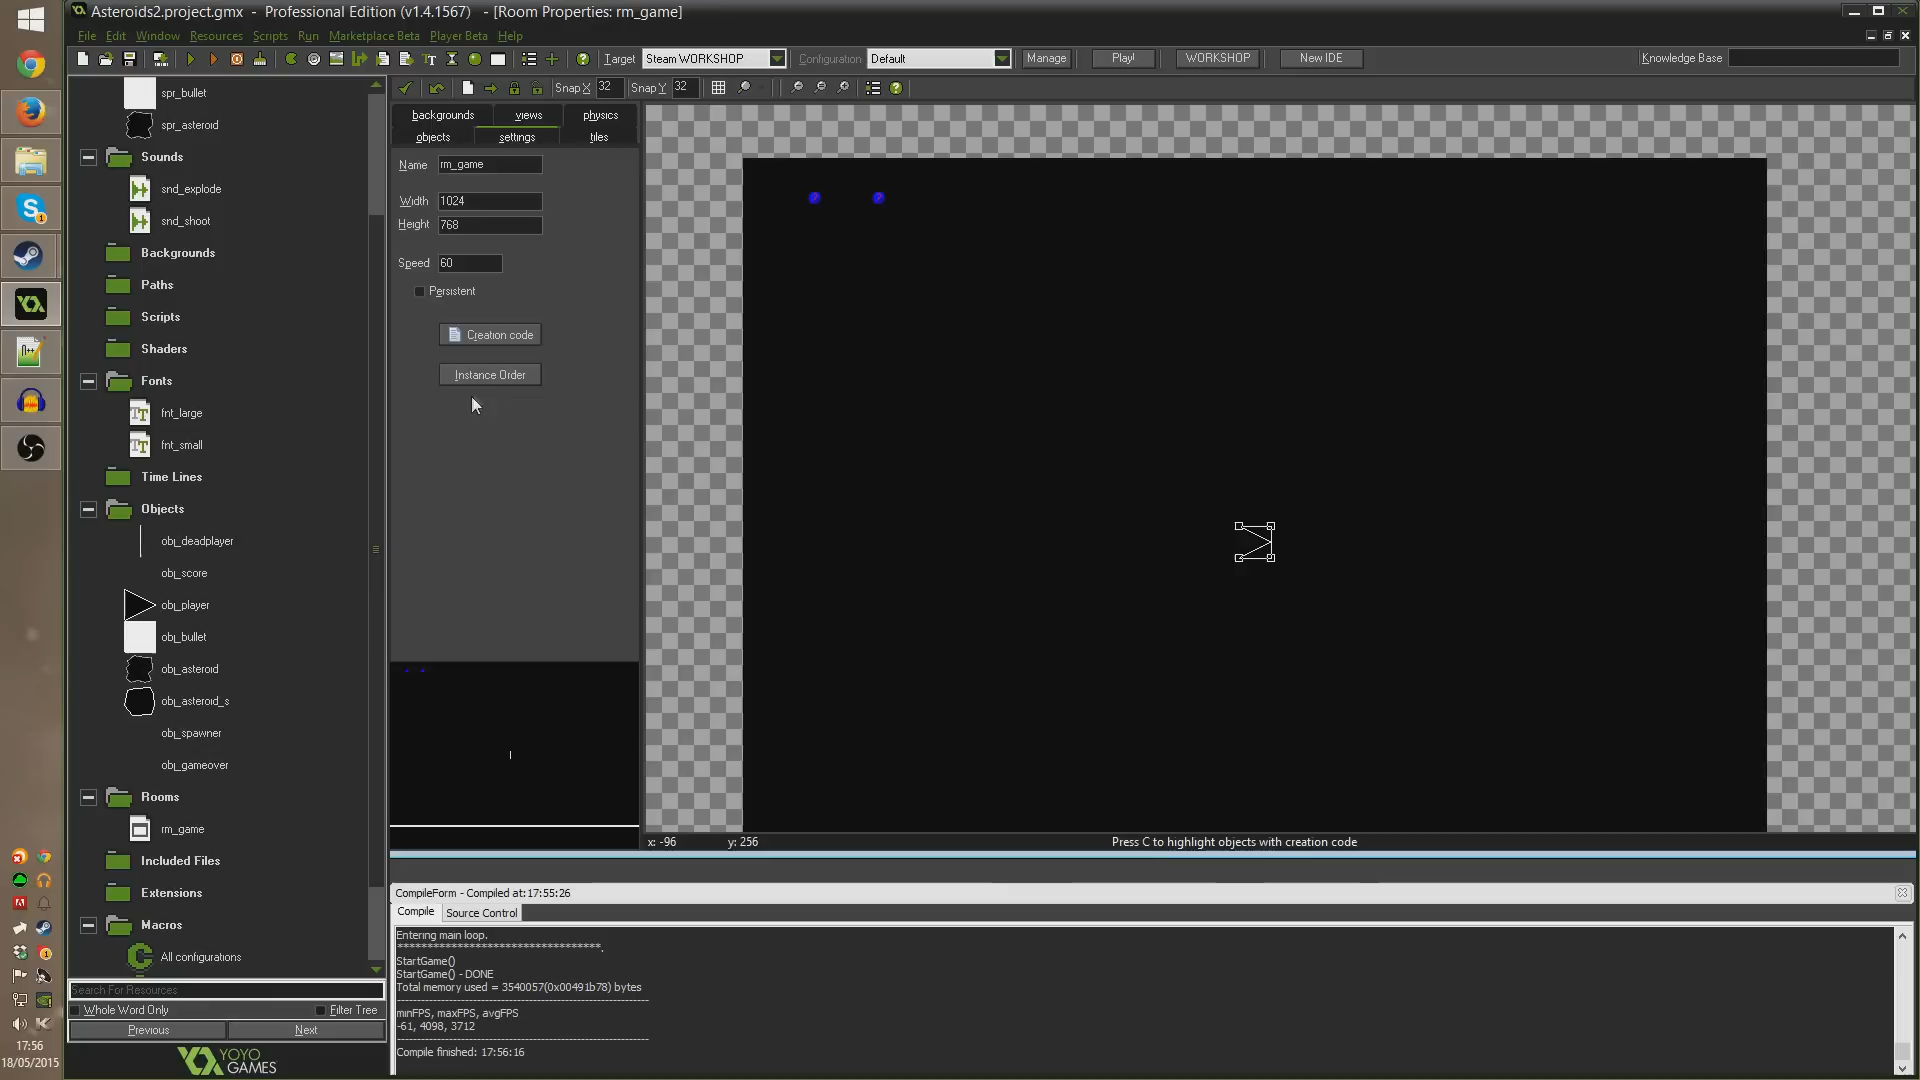 Asteroids2.project.gmx - Professional Edition (v1.4.1567) - [Room Properties: rm_game]
File Edit Window Resources Scripts Run Marketplace Beta Player Beta Help
Target Steam WORKSHOP Configuration Default Manage Play! WORKSHOP New IDE Knowledge Base
Snap X 32 Snap Y 32
spr_bullet
spr_asteroid
Sounds
snd_explode
snd_shoot
Backgrounds
Paths
Scripts
Shaders
Fonts
fnt_large
fnt_small
Time Lines
Objects
obj_deadplayer
obj_score
obj_player
obj_bullet
obj_asteroid
obj_asteroid_s
obj_spawner
obj_gameover
Rooms
rm_game
Included Files
Extensions
Macros
All configurations
Search For Resources
Whole Word Only Filter Tree
Previous Next
YOYO
GAMES
backgrounds views physics
objects settings tiles
Name rm_game
Width 1024
Height 768
Speed 60
Persistent
Creation code
Instance Order
x: -96 y: 256 Press C to highlight objects with creation code
CompileForm - Compiled at:17:55:26
Compile Source Control
Entering main loop.
**********************************.
StartGame()
StartGame() - DONE
Total memory used = 3540057(0x00491b78) bytes
minFPS, maxFPS, avgFPS
-61, 4098, 3712
Compile finished: 17:56:16
17:56
18/05/2015